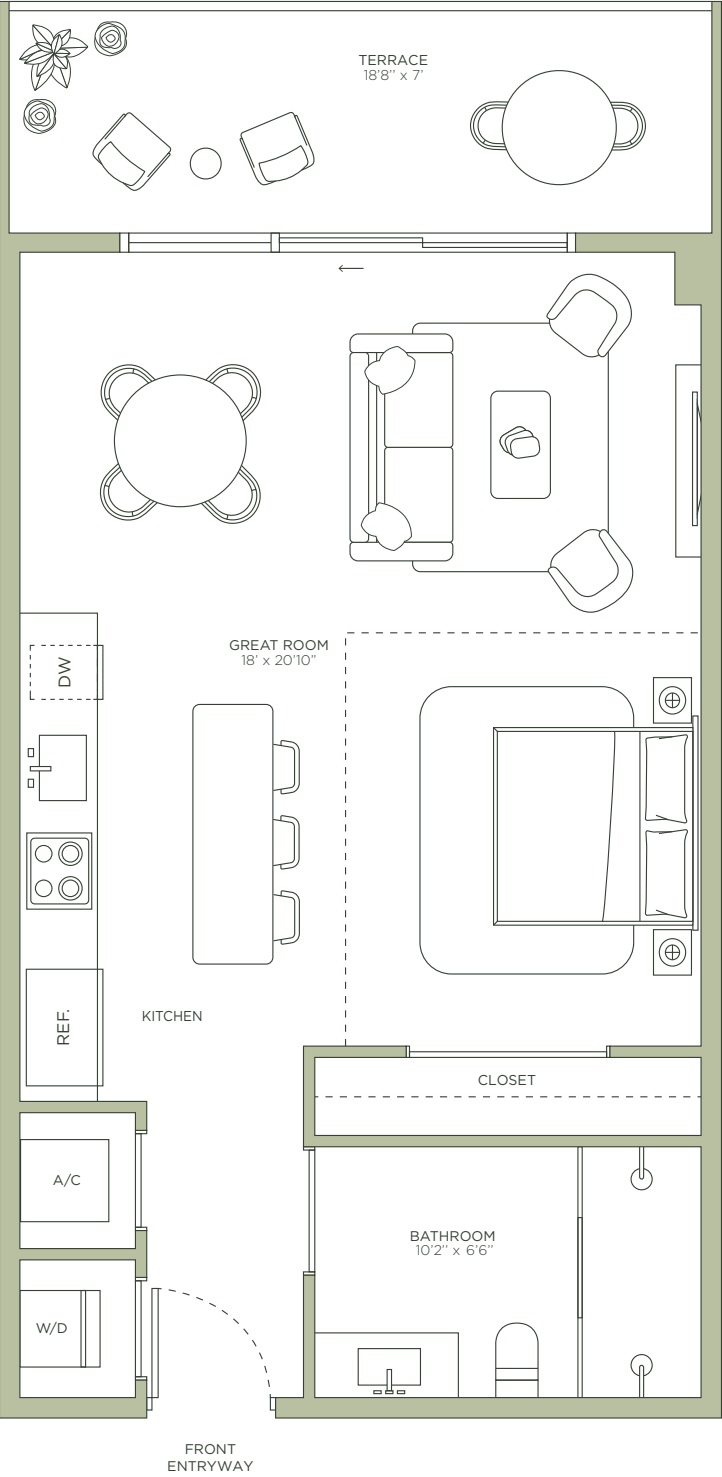 TERRACE
18'8'' x 7'
GREAT ROOM
18' x 20'10"
DW
REF.
KITCHEN
CLOSET
A/C
BATHROOM
10'2'' x 6'6''
W/D
FRONT
ENTRYWAY